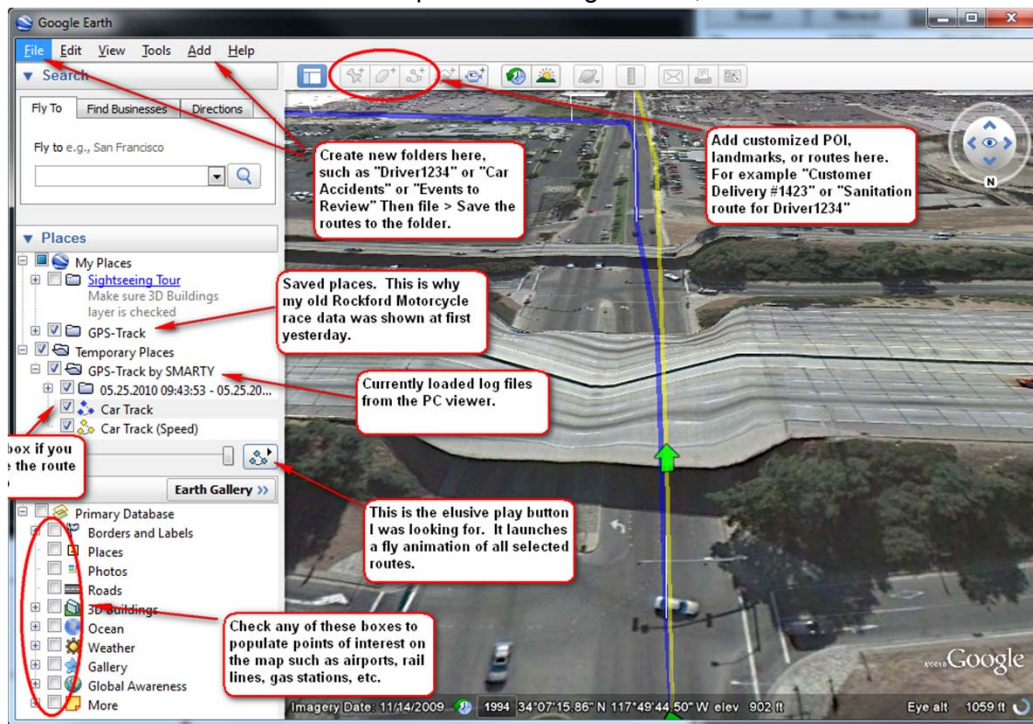 Google Earth
File Edit View Tools Add Help
Search
Fly To Find Businesses Directions
Fly to e.g., San Francisco
Create new folders here,
such as "Driver1234" or "Car
Accidents" or "Events to
Review" Then file > Save the
routes to the folder.
Add customized POI,
landmarks, or routes here.
For example "Customer
Delivery #1423" or "Sanitation
route for Driver1234"
N
Places
My Places
Sightseeing Tour
Make sure 3D Buildings
layer is checked
GPS-Track
Temporary Places
GPS-Track by SMARTY
05.25.2010 09:43:53 - 05.25.20...
Car Track
Car Track (Speed)
Saved places. This is why
my old Rockford Motorcycle
race data was shown at first
yesterday.
Currently loaded log files
from the PC viewer.
box if you
the route
Earth Gallery >>
This is the elusive play button
I was looking for. It launches
a fly animation of all selected
routes.
Primary Database
Borders and Labels
Places
Photos
Roads
3D Buildings
Ocean
Weather
Gallery
Global Awareness
More
Check any of these boxes to
populate points of interest on
the map such as airports, rail
lines, gas stations, etc.
©2010 Google
Imagery Date: 11/14/2009 1994 34°07'15.86" N 117°49'44.50" W elev 902 ft Eye alt 1059 ft